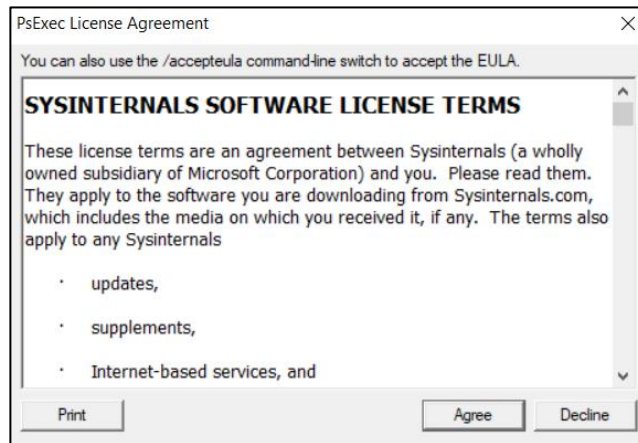 PsExec License Agreement
You can also use the /accepteula command-line switch to accept the EULA.
SYSINTERNALS SOFTWARE LICENSE TERMS
These license terms are an agreement between Sysinternals (a wholly
owned subsidiary of Microsoft Corporation) and you.  Please read them.
They apply to the software you are downloading from Sysinternals.com,
which includes the media on which you received it, if any.  The terms also
apply to any Sysinternals
· updates,
· supplements,
· Internet-based services, and
Print Agree Decline